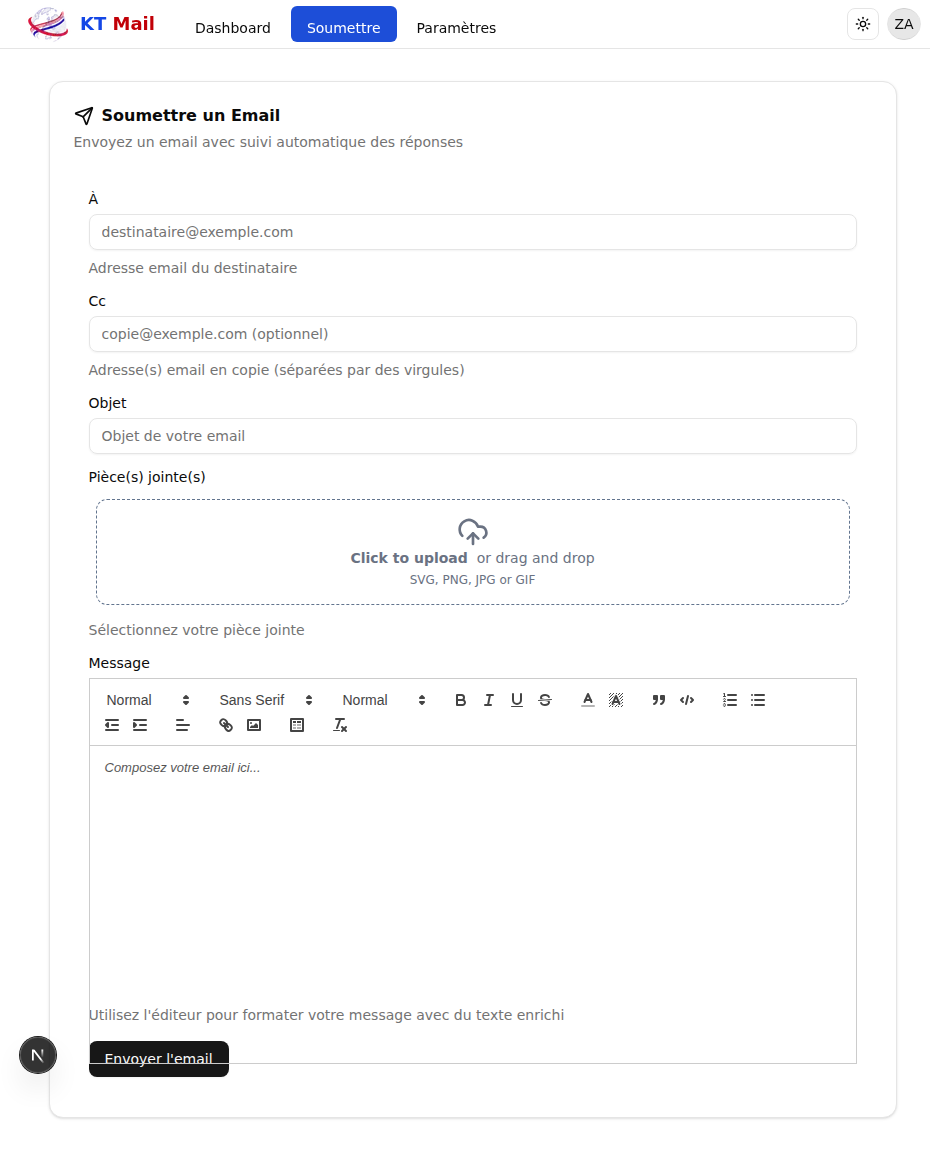 KT Mail
Dashboard
Soumettre
Paramètres
ZA
Soumettre un Email
Envoyez un email avec suivi automatique des réponses
À
destinataire@exemple.com
Adresse email du destinataire
Cc
copie@exemple.com (optionnel)
Adresse(s) email en copie (séparées par des virgules)
Objet
Objet de votre email
Pièce(s) jointe(s)
Click to upload or drag and drop
SVG, PNG, JPG or GIF
Sélectionnez votre pièce jointe
Message
Normal Sans Serif Normal
Composez votre email ici...
Utilisez l'éditeur pour formater votre message avec du texte enrichi
N
Envoyer l'email